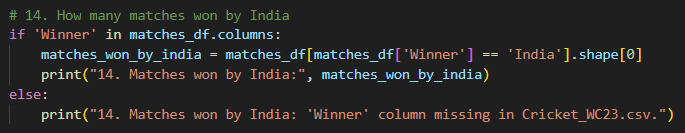 # 14. How many matches won by India
if 'Winner' in matches_df.columns:
    matches_won_by_india = matches_df[matches_df['Winner'] == 'India'].shape[0]
    print("14. Matches won by India:", matches_won_by_india)
else:
    print("14. Matches won by India: 'Winner' column missing in Cricket_WC23.csv.")